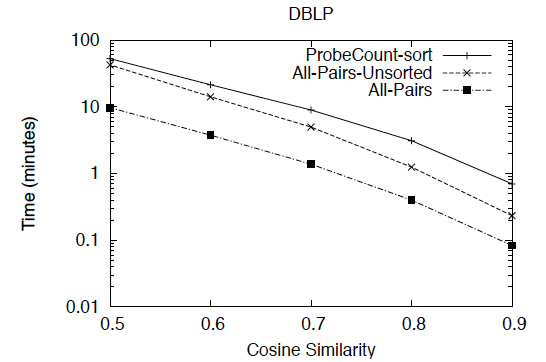 DBLP
100
10
1
0.1
0.01
Time (minutes)
ProbeCount-sort
All-Pairs-Unsorted
All-Pairs
0.5 0.6 0.7 0.8 0.9
Cosine Similarity